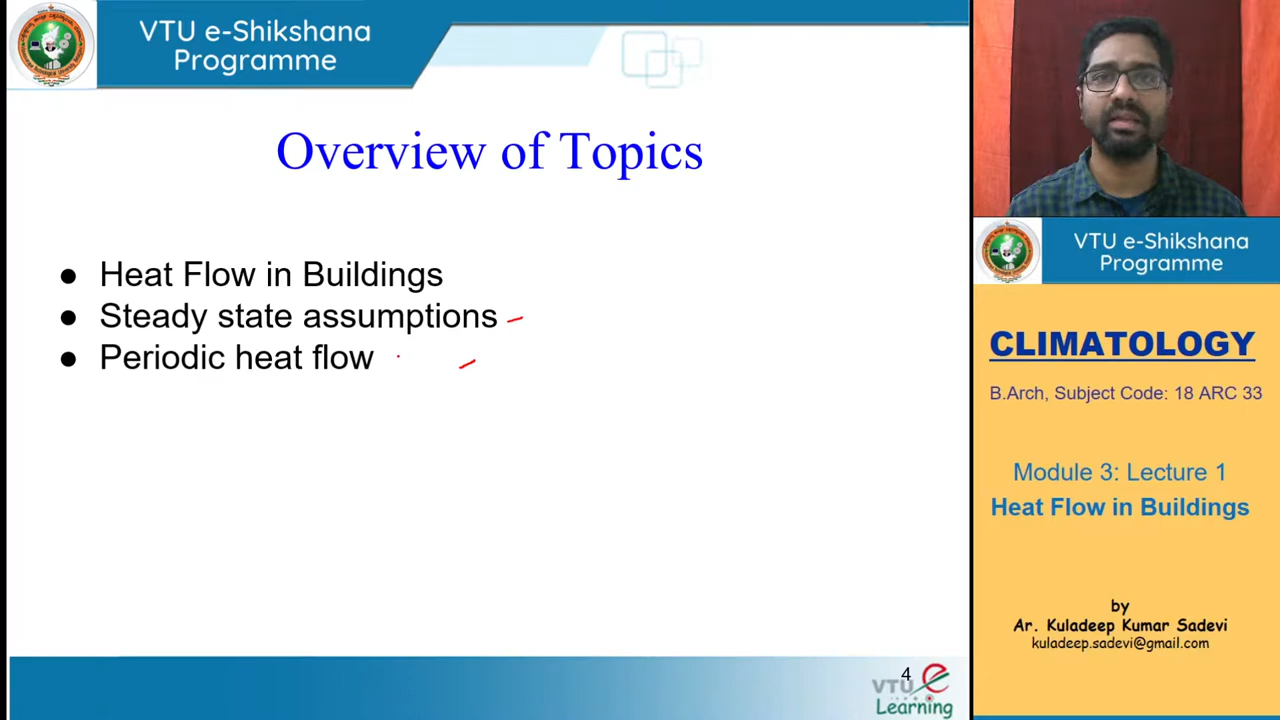 VTU e-Shikshana
Programme
Overview of Topics
● Heat Flow in Buildings
● Steady state assumptions
● Periodic heat flow
4
VTU e
Learning
VTU e-Shikshana
Programme
CLIMATOLOGY
B.Arch, Subject Code: 18 ARC 33
Module 3: Lecture 1
Heat Flow in Buildings
by
Ar. Kuladeep Kumar Sadevi
kuladeep.sadevi@gmail.com